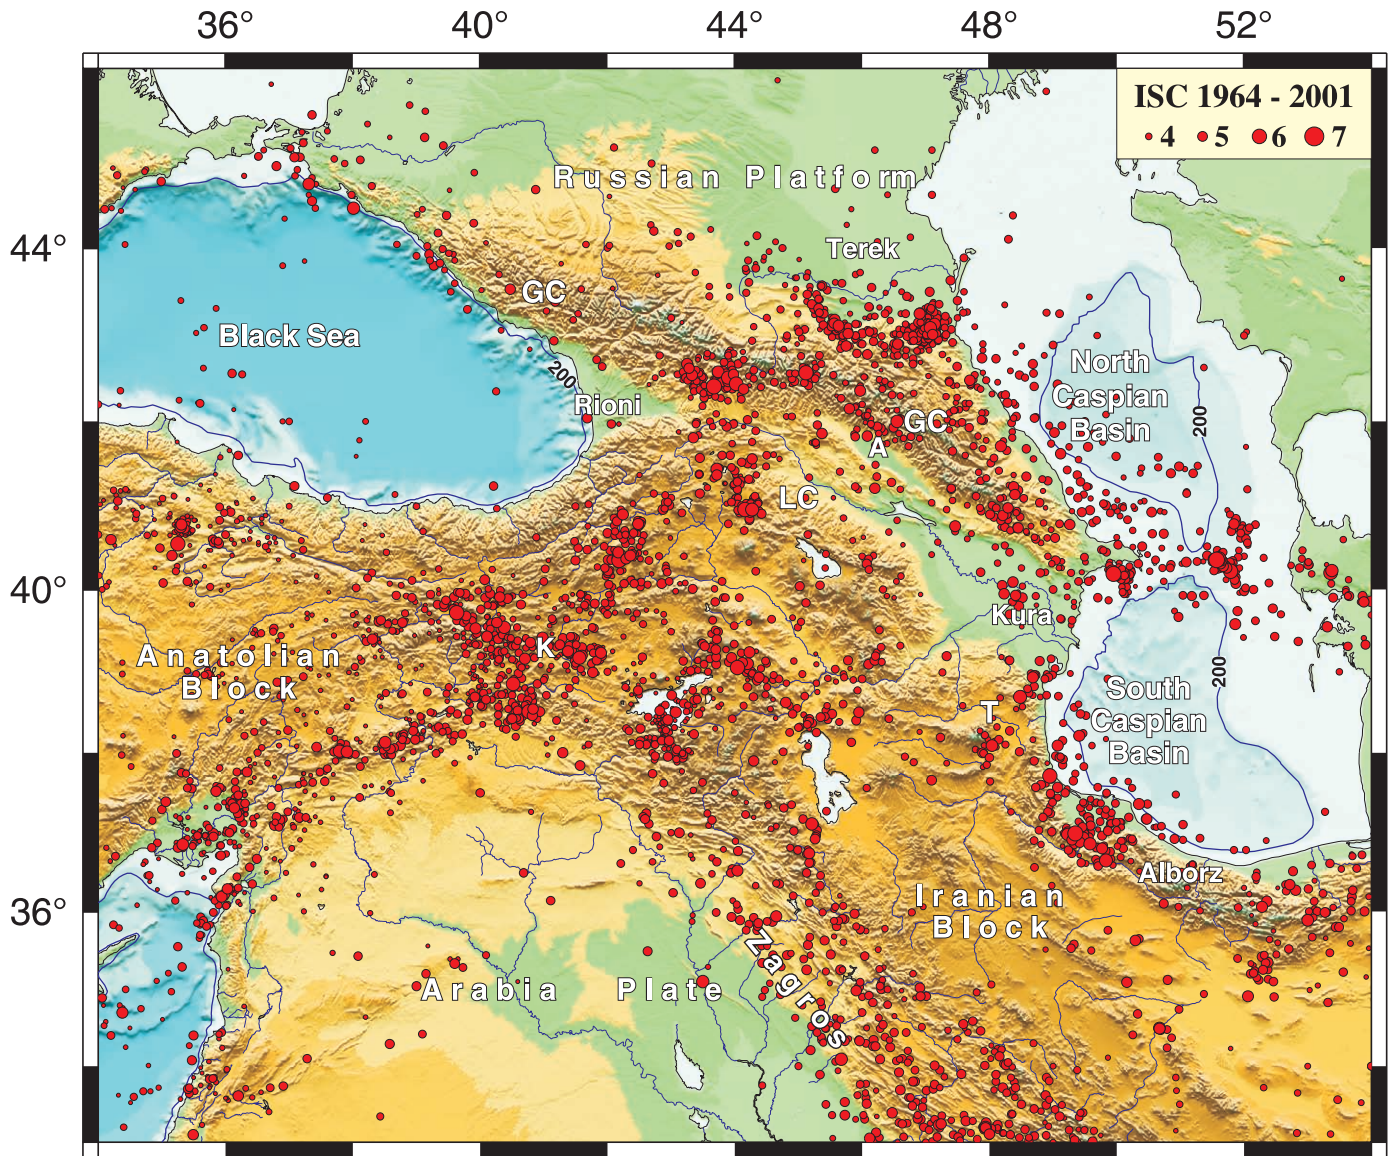 36° 40° 44° 48° 52°
ISC 1964 - 2001
4 5 6 7
Russian Platform
44°
Terek
GC
Black Sea
200
North
Caspian
Basin
200
Rioni
GC
A
LC
40°
Kura
K
Anatolian
Block
200
South
Caspian
Basin
T
Alborz
36°
Iranian
Block
Zagros
Arabia Plate